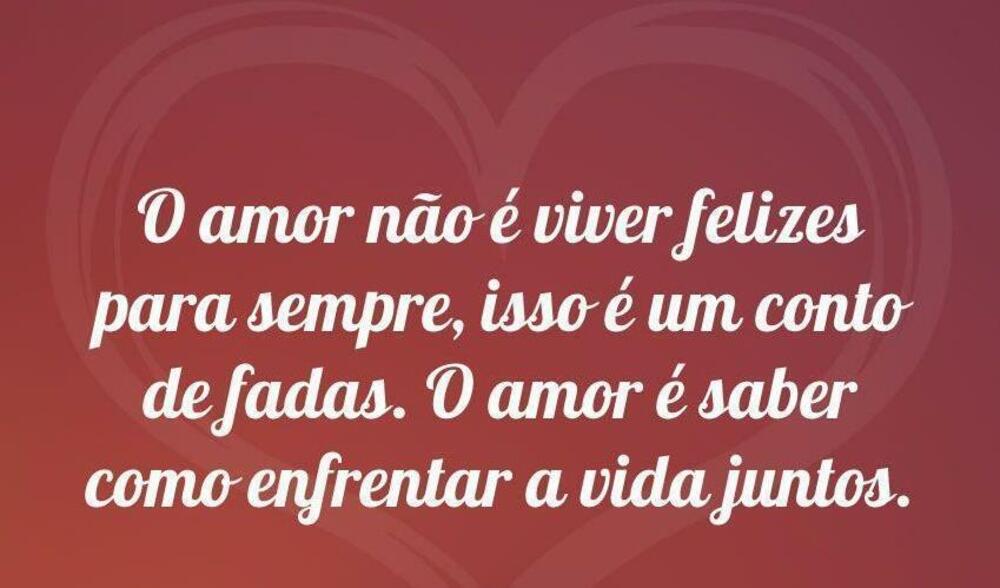 O amor não é viver felizes
para sempre, isso é um conto
de fadas. O amor é saber
como enfrentar a vida juntos.